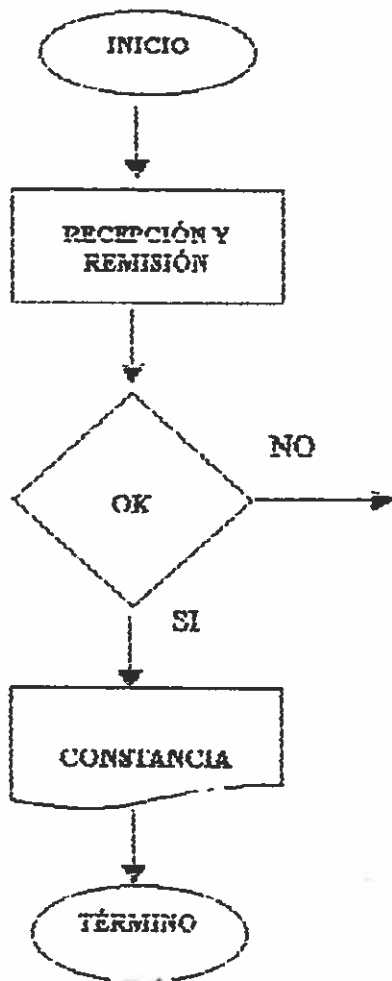 INICIO
RECEPCIÓN Y
REMISIÓN
NO
OK
SI
CONSTANCIA
TÉRMINO